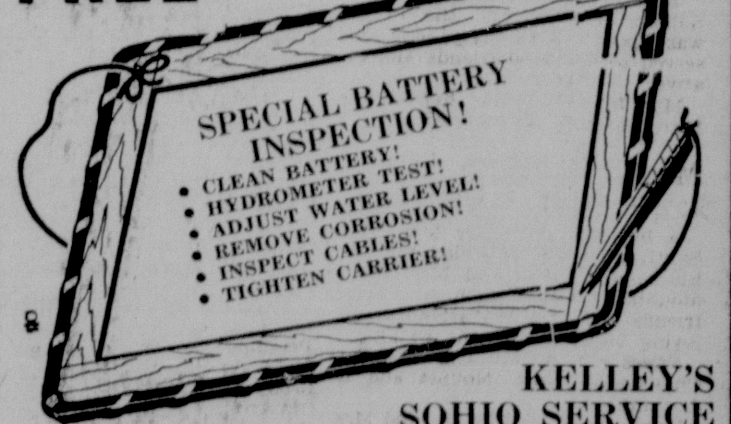 SPECIAL BATTERY
INSPECTION!
• CLEAN BATTERY!
• HYDROMETER TEST!
• ADJUST WATER LEVEL!
• REMOVE CORROSION!
• INSPECT CABLES!
• TIGHTEN CARRIER!
KELLEY'S
SOHIO SERVICE